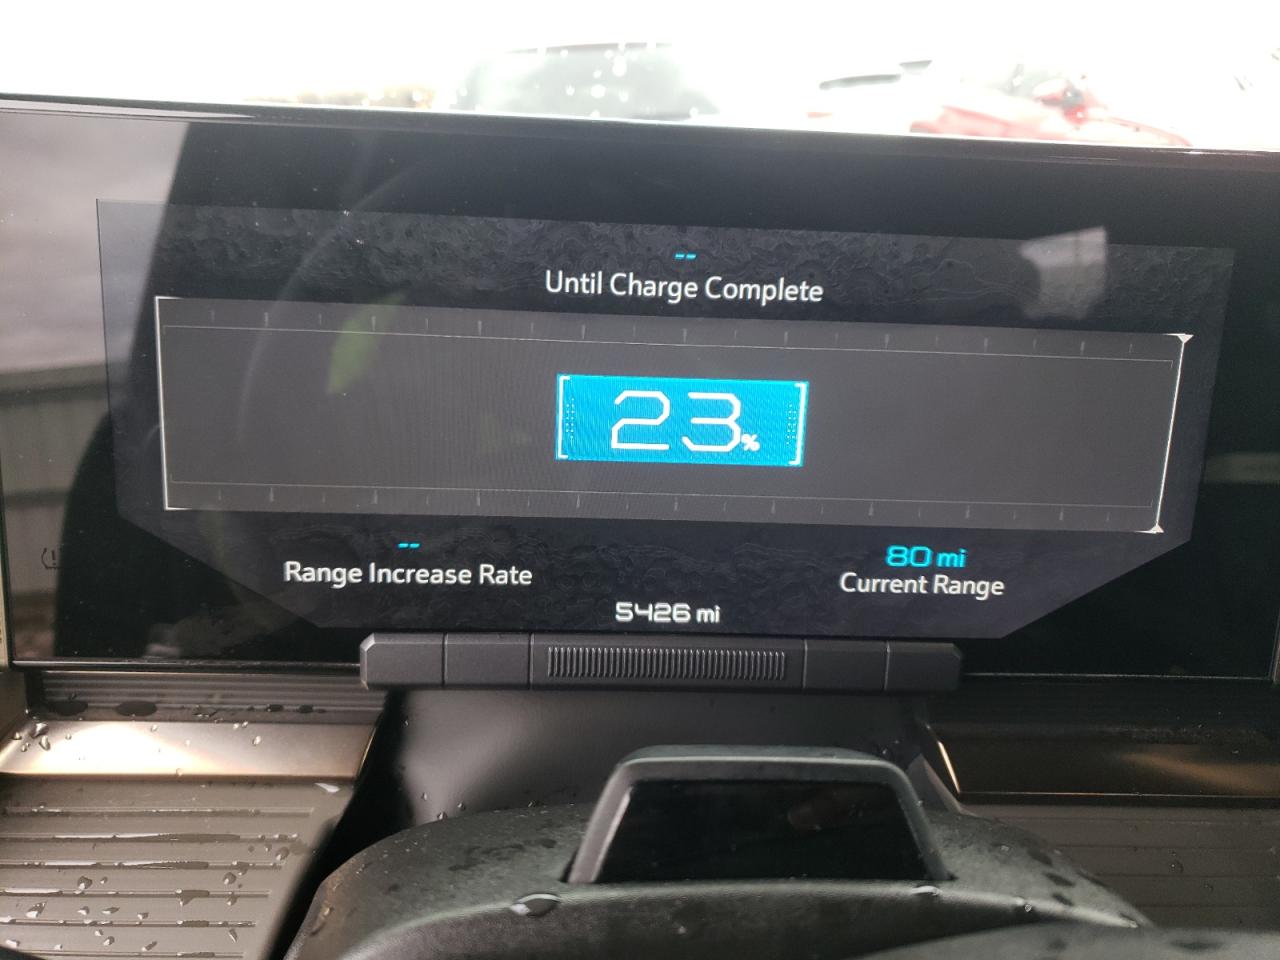 --
Until Charge Complete
23%
--
Range Increase Rate
80 mi
Current Range
5426 mi